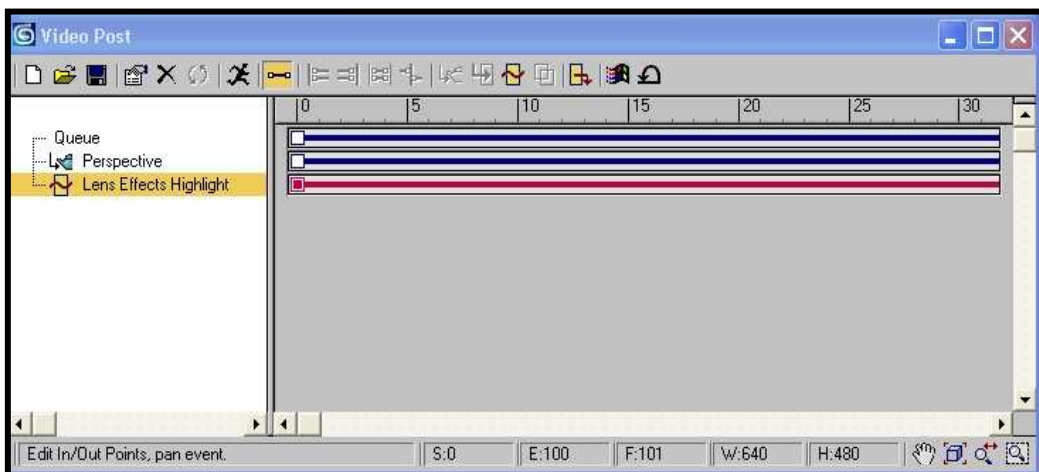 Video Post
0 5 10 15 20 25 30
Queue
Perspective
Lens Effects Highlight
Edit In/Out Points, pan event. S:0 E:100 F:101 W:640 H:480